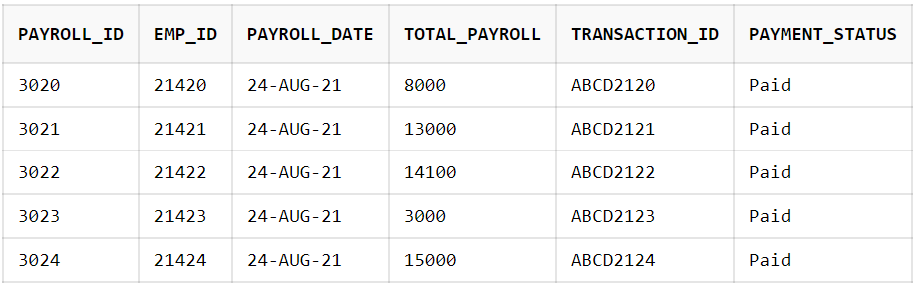 PAYROLL_ID EMP_ID PAYROLL_DATE TOTAL_PAYROLL TRANSACTION_ID PAYMENT_STATUS
3020 21420 24-AUG-21 8000 ABCD2120 Paid
3021 21421 24-AUG-21 13000 ABCD2121 Paid
3022 21422 24-AUG-21 14100 ABCD2122 Paid
3023 21423 24-AUG-21 3000 ABCD2123 Paid
3024 21424 24-AUG-21 15000 ABCD2124 Paid